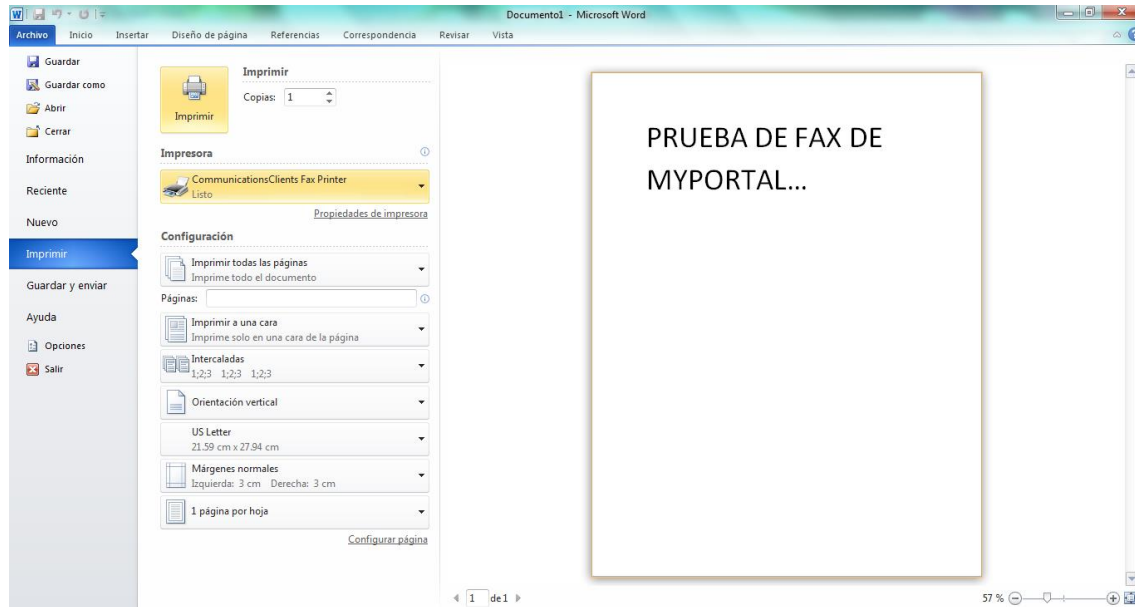 Documento1 - Microsoft Word
Archivo Inicio Insertar Diseño de página Referencias Correspondencia Revisar Vista
Guardar
Guardar como
Abrir
Cerrar
Información
Reciente
Nuevo
Imprimir
Guardar y enviar
Ayuda
Opciones
Salir
Imprimir
Imprimir
Copias: 1
Impresora
CommunicationsClients Fax Printer
Listo
Propiedades de impresora
Configuración
Imprimir todas las páginas
Imprime todo el documento
Páginas:
Imprimir a una cara
Imprime solo en una cara de la página
Intercaladas
1;2;3 1;2;3 1;2;3
Orientación vertical
US Letter
21.59 cm x 27.94 cm
Márgenes normales
Izquierda: 3 cm Derecha: 3 cm
1 página por hoja
Configurar página
PRUEBA DE FAX DE
MYPORTAL...
1 de 1
57 %